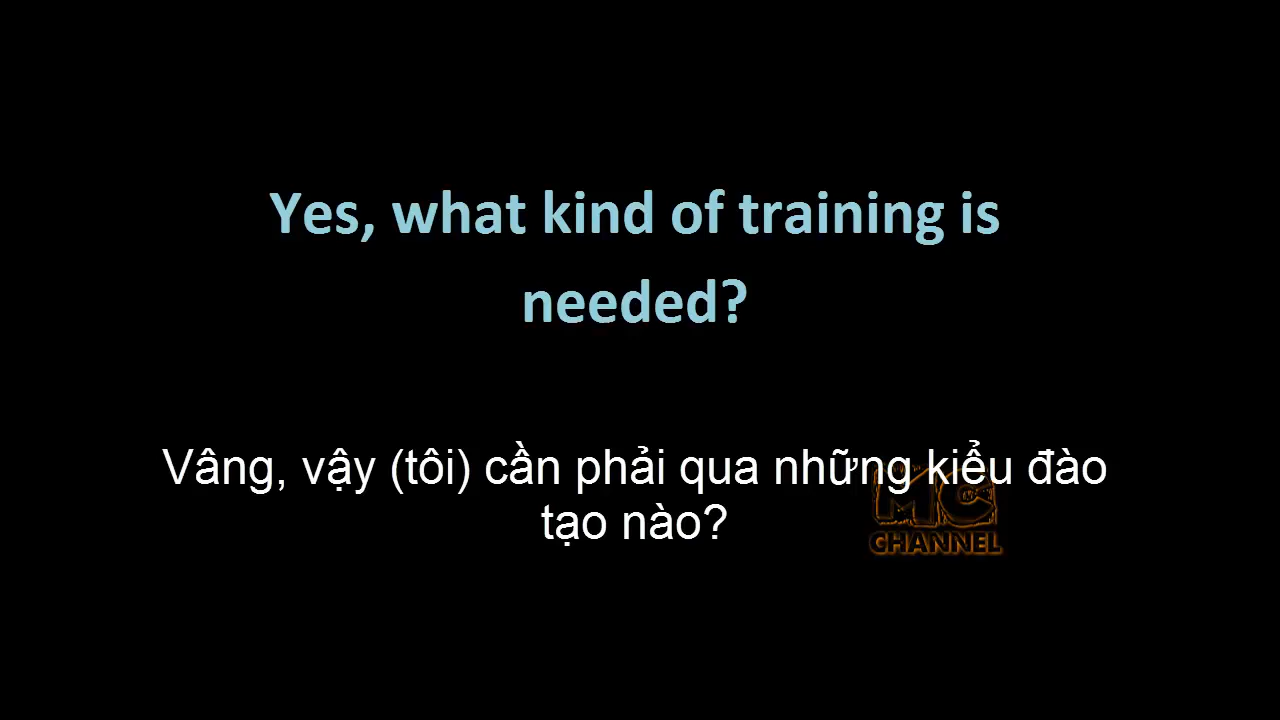 Yes, what kind of training is
needed?
Vâng, vậy (tôi) cần phải qua những kiểu đào
tạo nào?
MC
CHANNEL